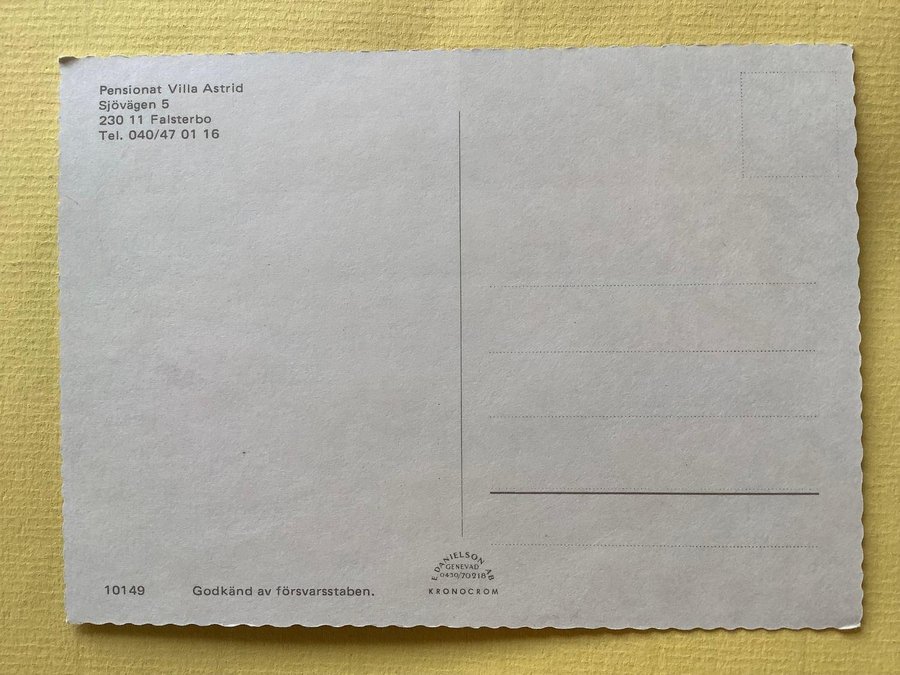 Pensionat Villa Astrid
Sjövägen 5
230 11 Falsterbo
Tel. 040/47 01 16
10149
Godkänd av försvarsstaben.
E. DANIELSON AB
GENEVAD
0430/70218
KRONOCROM